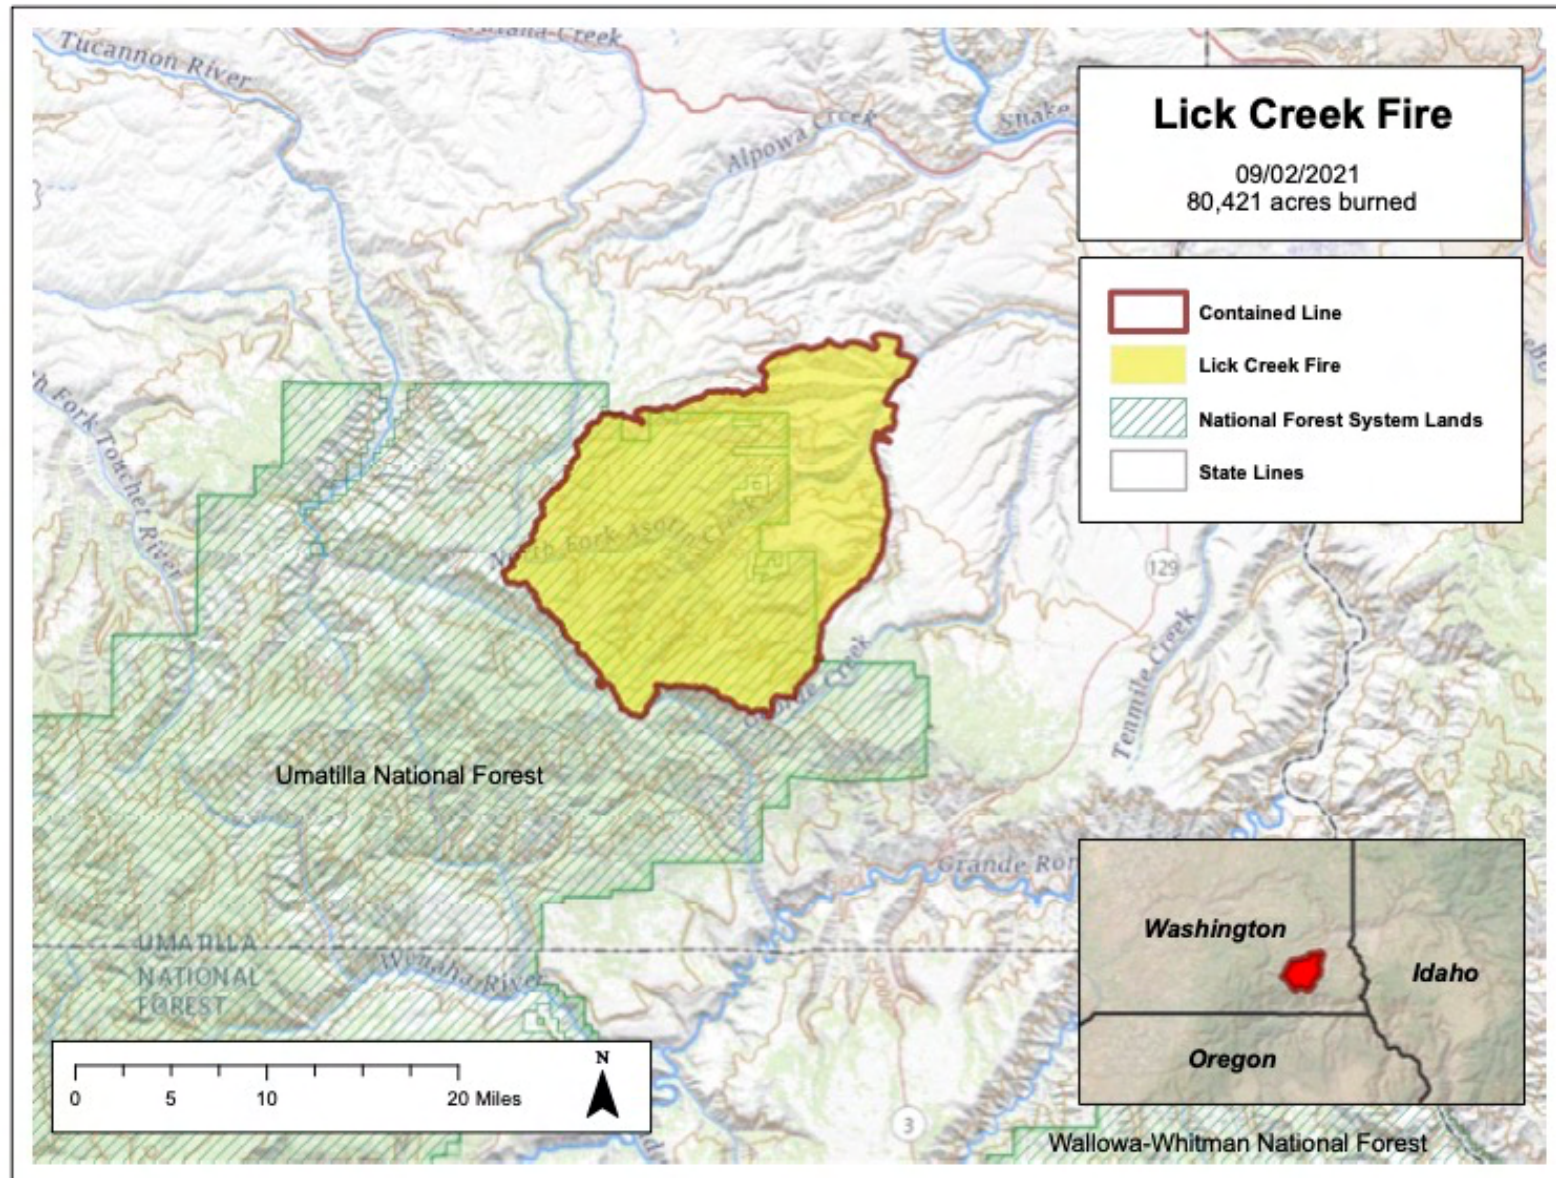 Tucannon River
Creek
Alpowa Creek
Snake
Lick Creek Fire
09/02/2021
80,421 acres burned
Contained Line
Lick Creek Fire
National Forest System Lands
State Lines
Fork Touchet River
North Fork Asotin Creek
129
Creek
Tenmile Creek
Umatilla National Forest
Grande Ron
UMATILLA
NATIONAL
FOREST
Wenaha River
Washington
Idaho
Oregon
N
0 5 10 20 Miles
3
Wallowa-Whitman National Forest